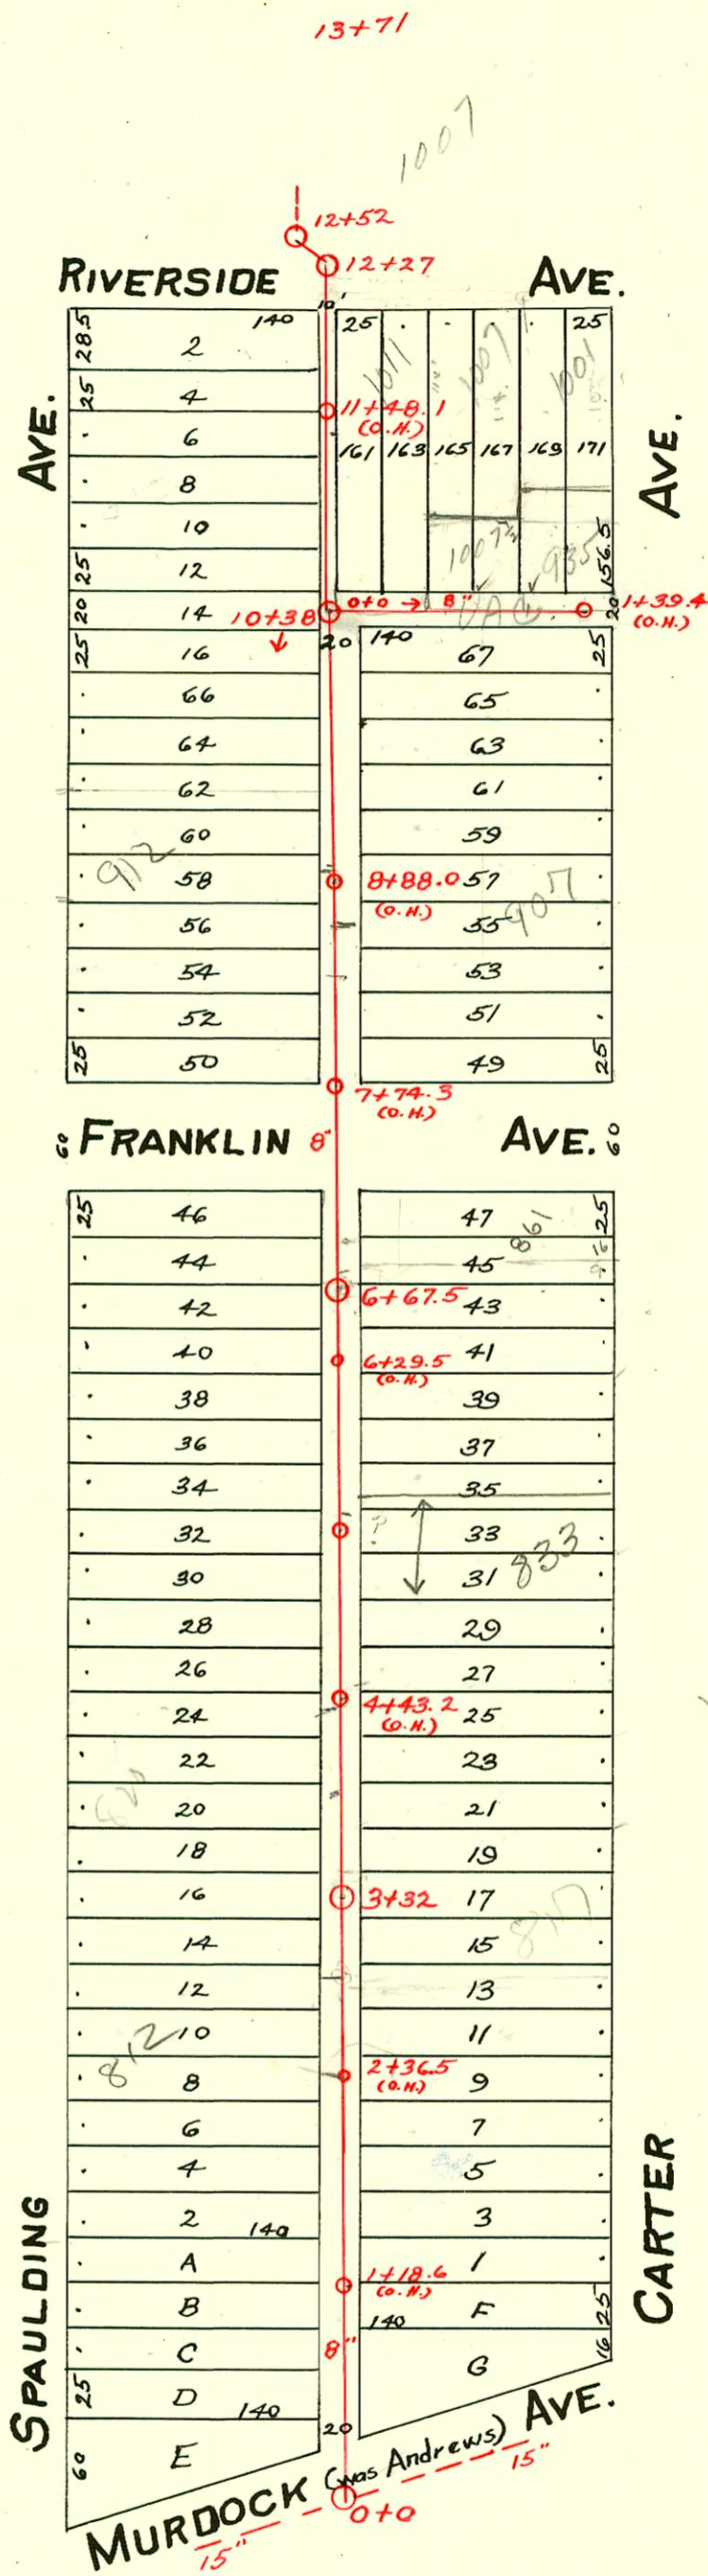 13+71
1007
12+52
12+27
RIVERSIDE AVE.
10'
28.5 2 140 25 . - . 25
25 4 11+48.1
(O.H.)
1011 1007 1001
AVE. AVE.
. 6
161 163 165 167 169 171
. 8
. 10
1007½ 935 156.5
25 12
20 14 10+38 0+0 → 8" VAC. 20 1+39.4
(O.H.)
25 16 20 140 67 25
. 66 65 .
. 64 63 .
. 62 61 .
. 60 59 .
912
. 58 8+88.0 57 .
(O.H.)
907
. 56 55 .
. 54 53 .
. 52 51 .
25 50 49 25
7+74.3
(O.H.)
60 FRANKLIN 8" AVE. 60
25 46 47 25
861
. 44 45
6+67.5
. 42 43 .
. 40 6+29.5 41 .
(O.H.)
. 38 39 .
. 36 37 .
. 34 35 .
. 32 ? 33 .
833
. 30 31 .
. 28 29 .
. 26 27 .
4+43.2
(O.H.)
. 24 25 .
. 22 23 .
820
. 20 21 .
. 18 19 .
. 16 3+32 17 .
817
. 14 15 .
. 12 13 .
. 10 11 .
812
2+36.5
(O.H.)
. 8 9 .
. 6 7 .
. 4 5 .
. 2 140 3 .
. A 1 .
1+18.6
(O.H.)
. B 140 F 25
. C 8" G 16
25 D 140
SPAULDING CARTER
60 E 20
MURDOCK (was Andrews) AVE.
15" 0+0 15"